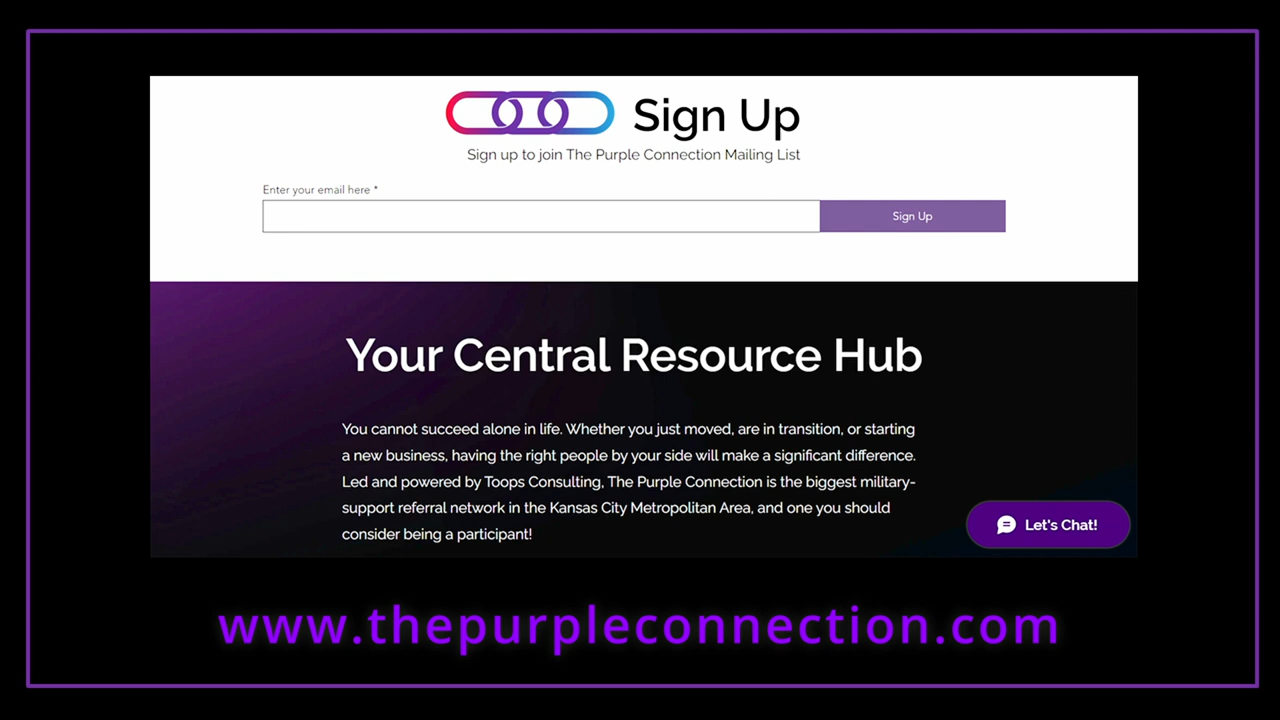 Sign Up
Sign up to join The Purple Connection Mailing List
Enter your email here *
Sign Up
Your Central Resource Hub
You cannot succeed alone in life. Whether you just moved, are in transition, or starting
a new business, having the right people by your side will make a significant difference.
Led and powered by Toops Consulting, The Purple Connection is the biggest military-
support referral network in the Kansas City Metropolitan Area, and one you should
consider being a participant!
Let's Chat!
www.thepurpleconnection.com